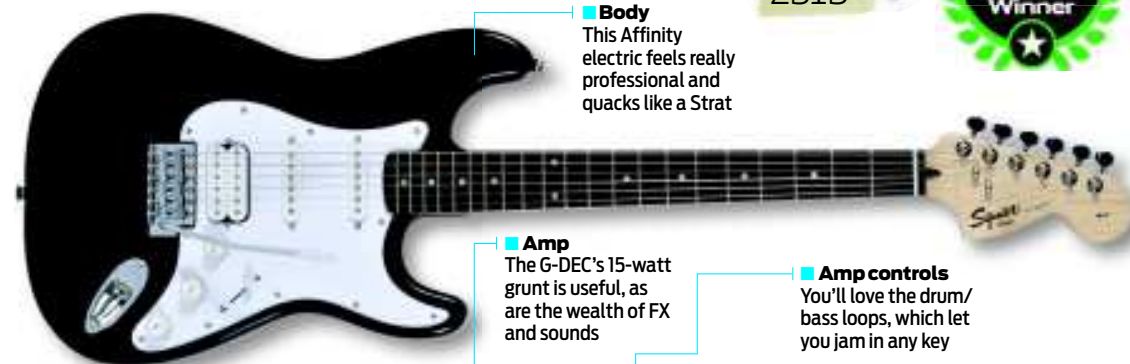 Winner
Body
This Affinity
electric feels really
professional and
quacks like a Strat
Squier
Amp
The G-DEC's 15-watt
grunt is useful, as
are the wealth of FX
and sounds
Amp controls
You'll love the drum/
bass loops, which let
you jam in any key